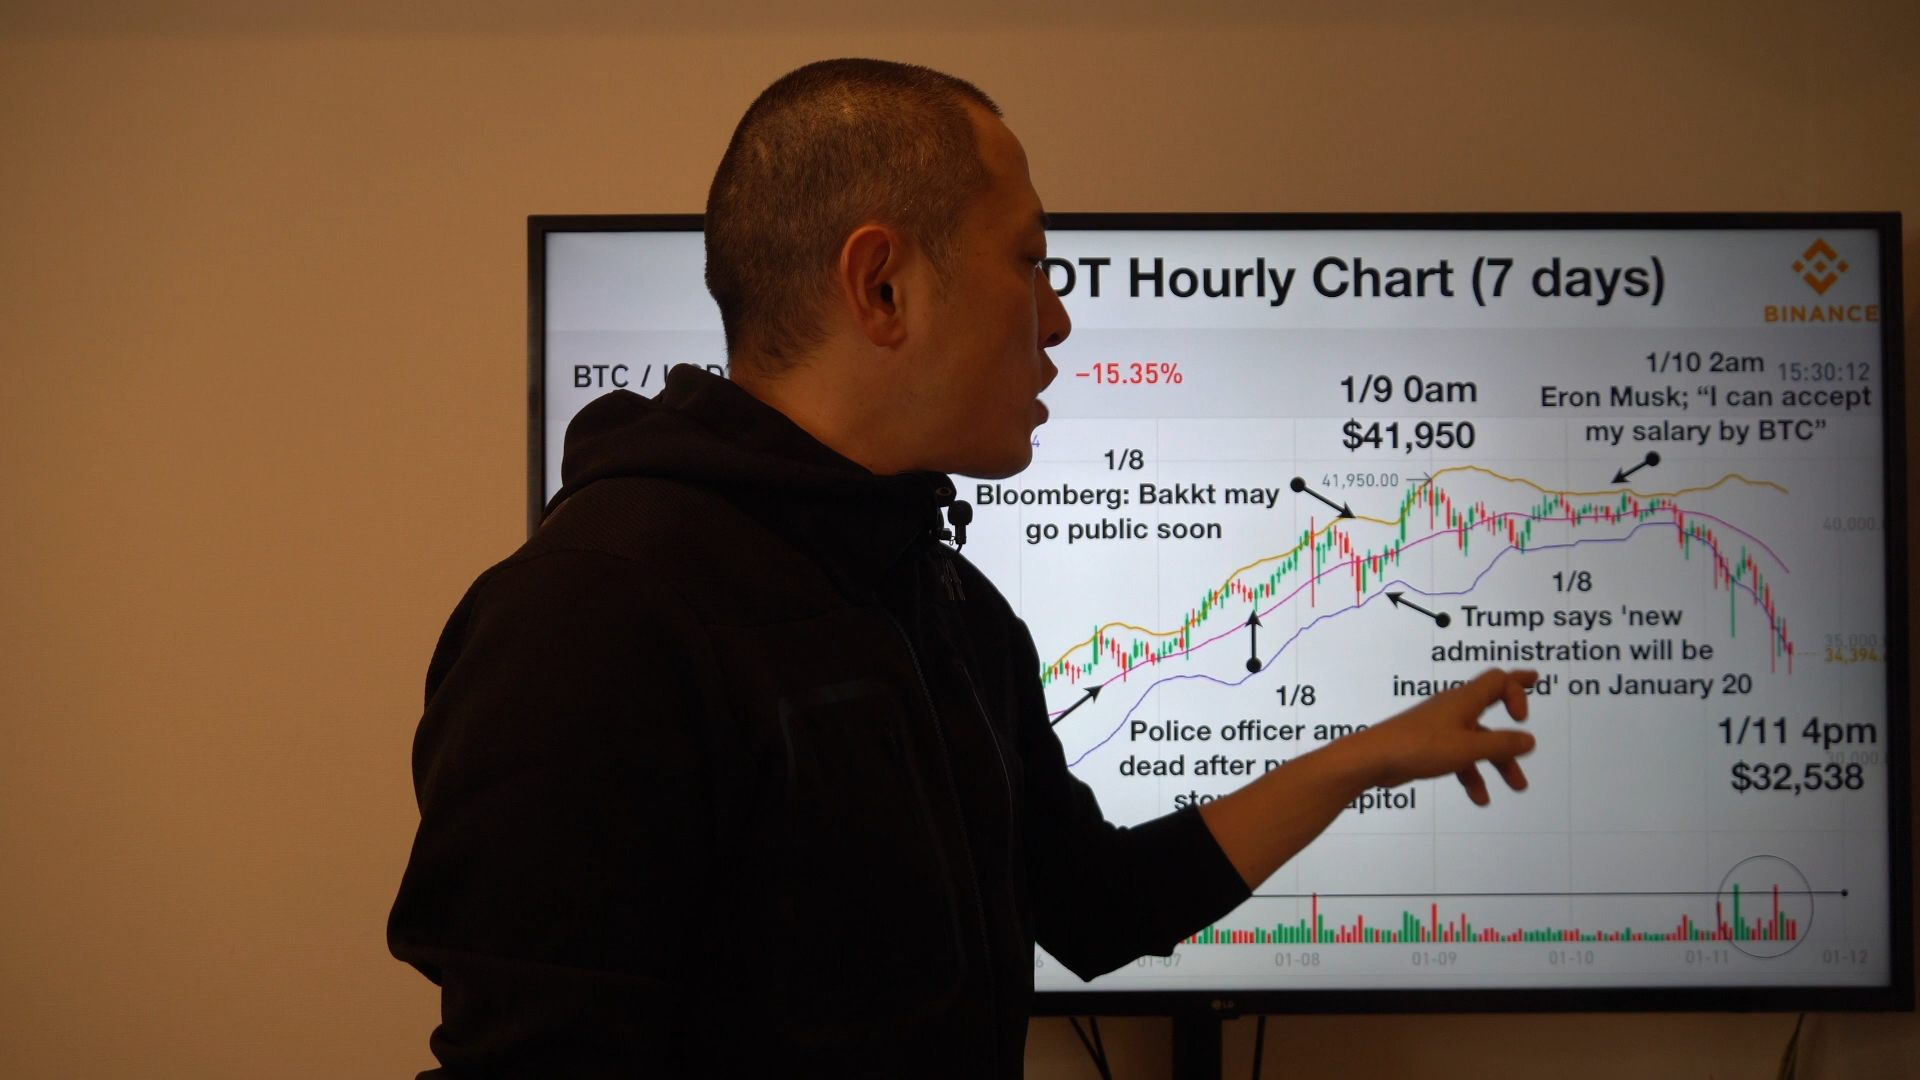 DT Hourly Chart (7 days)
BINANCE
BTC /
−15.35%
1/9 0am
$41,950
1/10 2am
15:30:12
Eron Musk; “I can accept
my salary by BTC”
1/8
Bloomberg: Bakkt may
go public soon
41,950.00
40,000.
1/8
Trump says 'new
administration will be
on January 20
35,000.
34,394.
1/8
Police officer
dead after
1/11 4pm
$32,538
30,000.
01-07
01-08
01-09
01-10
01-11
01-12
LG